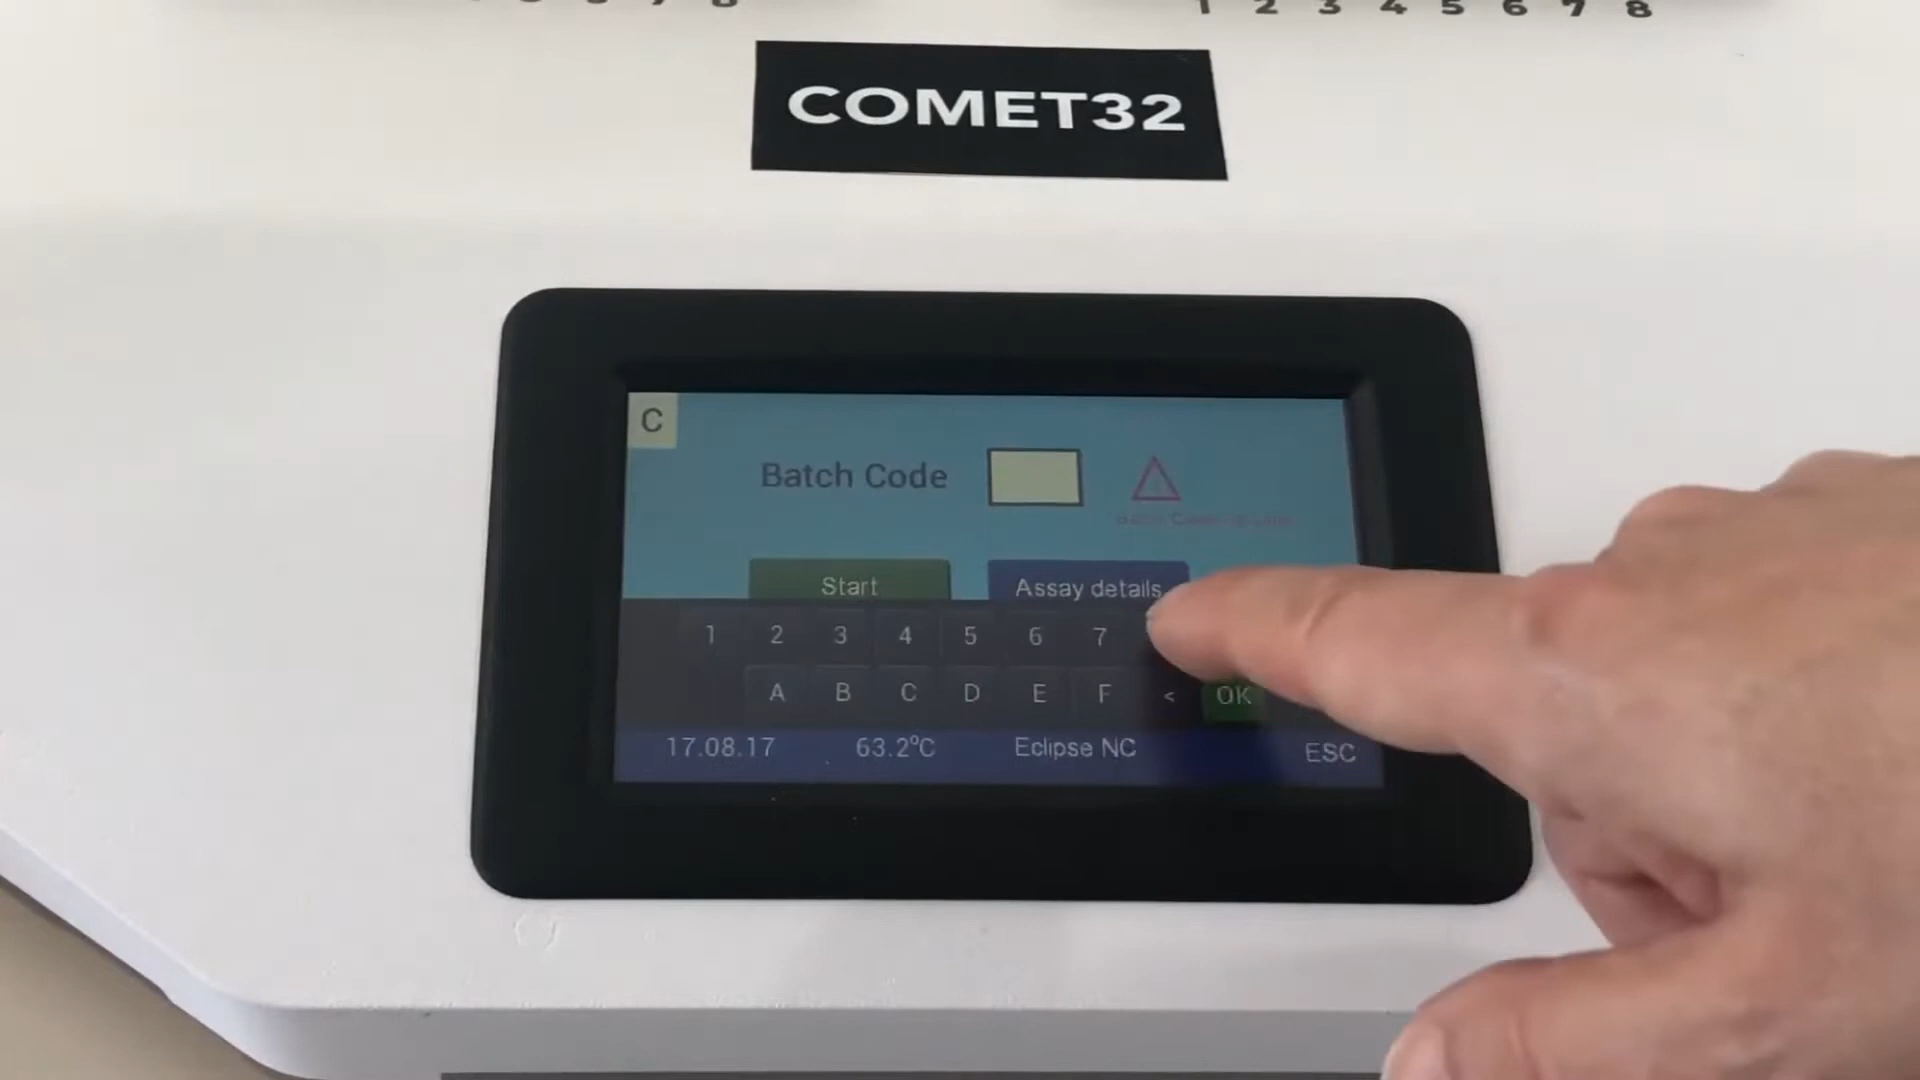 1 2 3 4 5 6 7 8
COMET32
C
Batch Code
Start
Assay details
1 2 3 4 5 6 7
A B C D E F < OK
17.08.17 63.2°C Eclipse NC ESC